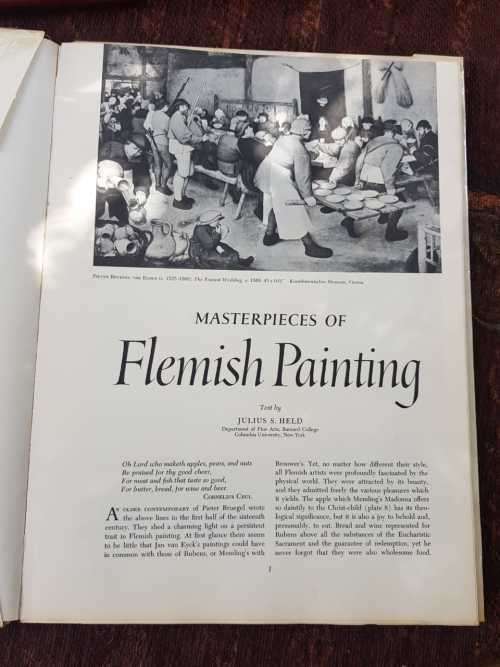 PIETER BRUEGEL THE ELDER (c. 1525-1569): The Peasant Wedding, c. 1568. 45 x 64½" Kunsthistorisches Museum, Vienna
MASTERPIECES OF
Flemish Painting
Text by
JULIUS S. HELD
Department of Fine Arts, Barnard College
Columbia University, New York
Oh Lord who maketh apples, pears, and nuts
Be praised for thy good cheer,
For meat and fish that taste so good,
For butter, bread, for wine and beer.
CORNELIUS CRUL
AN OLDER CONTEMPORARY of Pieter Bruegel wrote
the above lines in the first half of the sixteenth
century. They shed a charming light on a persistent
trait in Flemish painting. At first glance there seems
to be little that Jan van Eyck's paintings could have
in common with those of Rubens, or Memling's with
Brouwer's. Yet, no matter how different their style,
all Flemish artists were profoundly fascinated by the
physical world. They were attracted by its beauty,
and they admitted freely the various pleasures which
it yields. The apple which Memling's Madonna offers
so daintily to the Christ-child (plate 8) has its theo-
logical significance, but it is also a joy to behold and,
presumably, to eat. Bread and wine represented for
Rubens above all the substances of the Eucharistic
Sacrament and the guarantee of redemption; yet he
never forgot that they were also wholesome food.
1